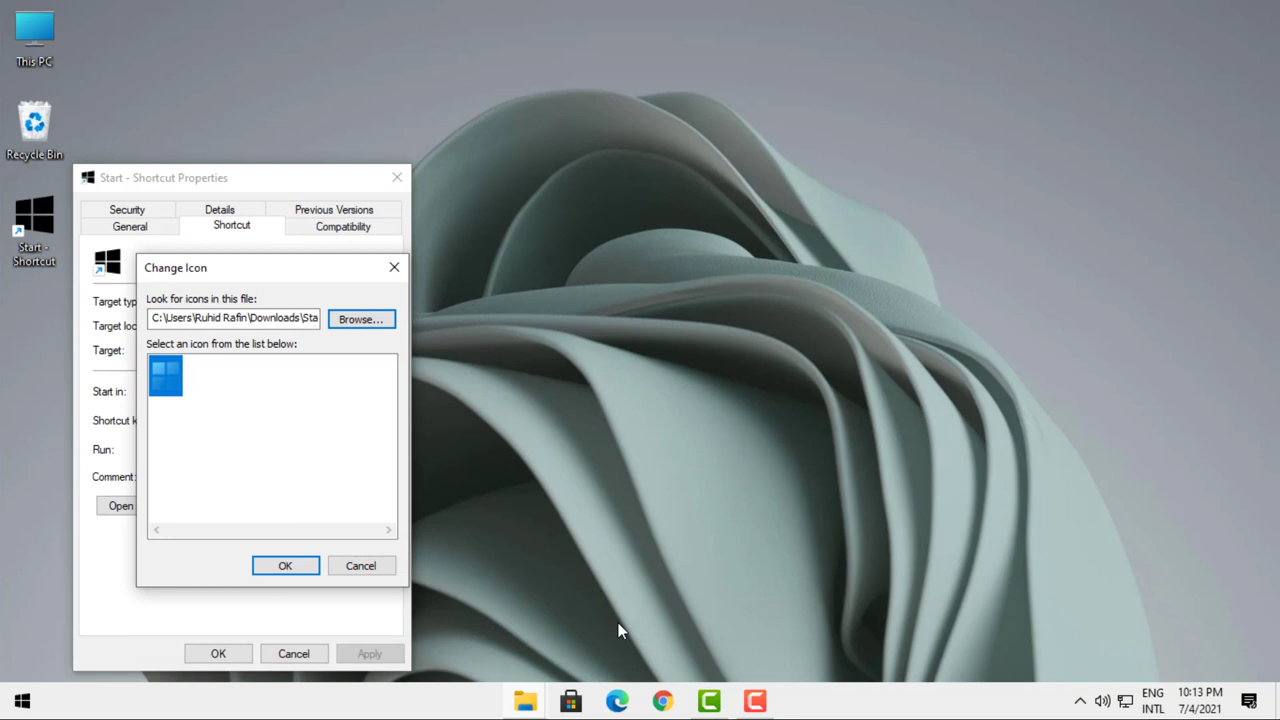 This PC
Recycle Bin
Start -
Shortcut
Start - Shortcut Properties
Security
Details
Previous Versions
General
Shortcut
Compatibility
Target typ
Target loc
Target:
Start in:
Shortcut k
Run:
Comment:
Open
Change Icon
Look for icons in this file:
C:\Users\Ruhid Rafin\Downloads\Sta
Browse...
Select an icon from the list below:
OK
Cancel
OK
Cancel
Apply
ENG
INTL
10:13 PM
7/4/2021